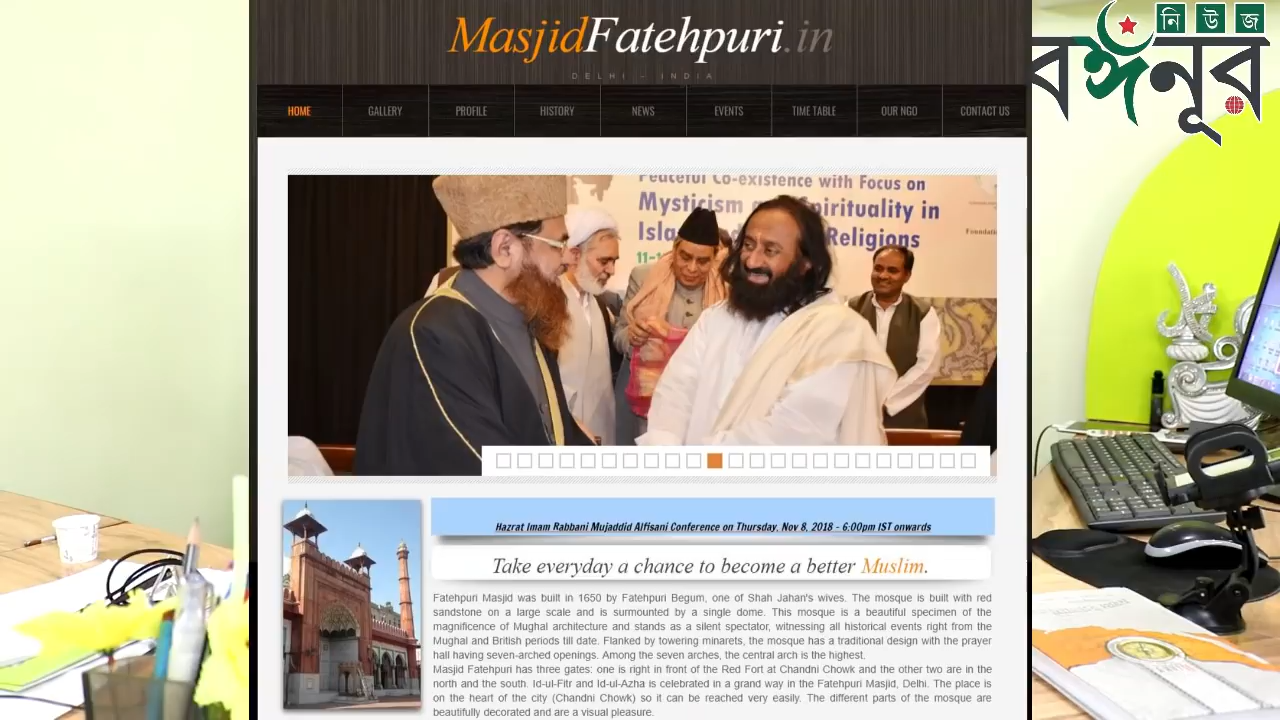 MasjidFatehpuri.in
DELHI - INDIA
নিউজ
বঙ্গনূর
HOME GALLERY PROFILE HISTORY NEWS EVENTS TIME TABLE OUR NGO CONTACT US
Peaceful Co-existence with Focus on
Mysticism Spirituality in
Religions
Hazrat Imam Rabbani Mujaddid Alfisani Conference on Thursday, Nov 8, 2018 - 6:00pm IST onwards
Take everyday a chance to become a better Muslim.
Fatehpuri Masjid was built in 1650 by Fatehpuri Begum, one of Shah Jahan's wives. The mosque is built with red
sandstone on a large scale and is surmounted by a single dome. This mosque is a beautiful specimen of the
magnificence of Mughal architecture and stands as a silent spectator, witnessing all historical events right from the
Mughal and British periods till date. Flanked by towering minarets, the mosque has a traditional design with the prayer
hall having seven-arched openings. Among the seven arches, the central arch is the highest.
Masjid Fatehpuri has three gates: one is right in front of the Red Fort at Chandni Chowk and the other two are in the
north and the south. Id-ul-Fitr and Id-ul-Azha is celebrated in a grand way in the Fatehpuri Masjid, Delhi. The place is
on the heart of the city (Chandni Chowk) so it can be reached very easily. The different parts of the mosque are
beautifully decorated and are a visual pleasure.